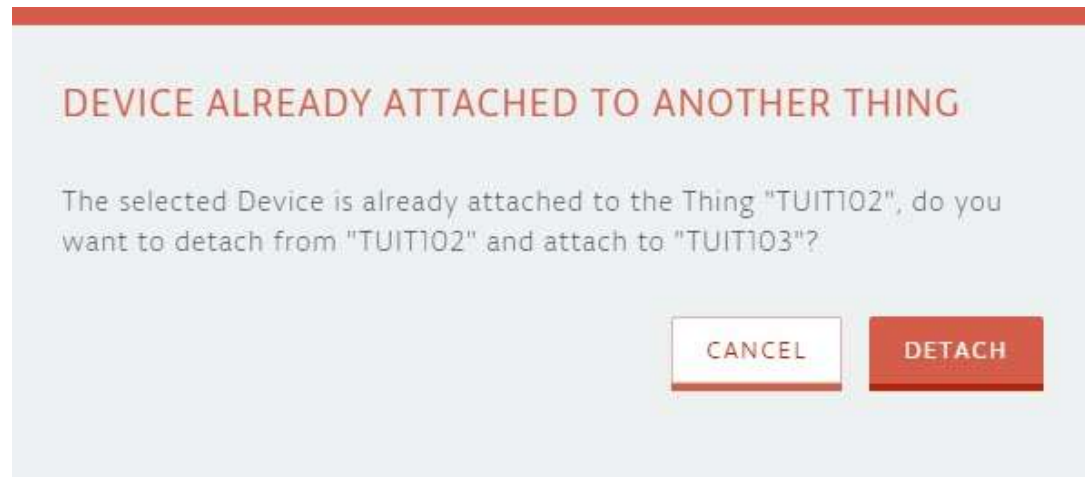 DEVICE ALREADY ATTACHED TO ANOTHER THING
The selected Device is already attached to the Thing "TUIT102", do you
want to detach from "TUIT102" and attach to "TUIT103"?
CANCEL
DETACH